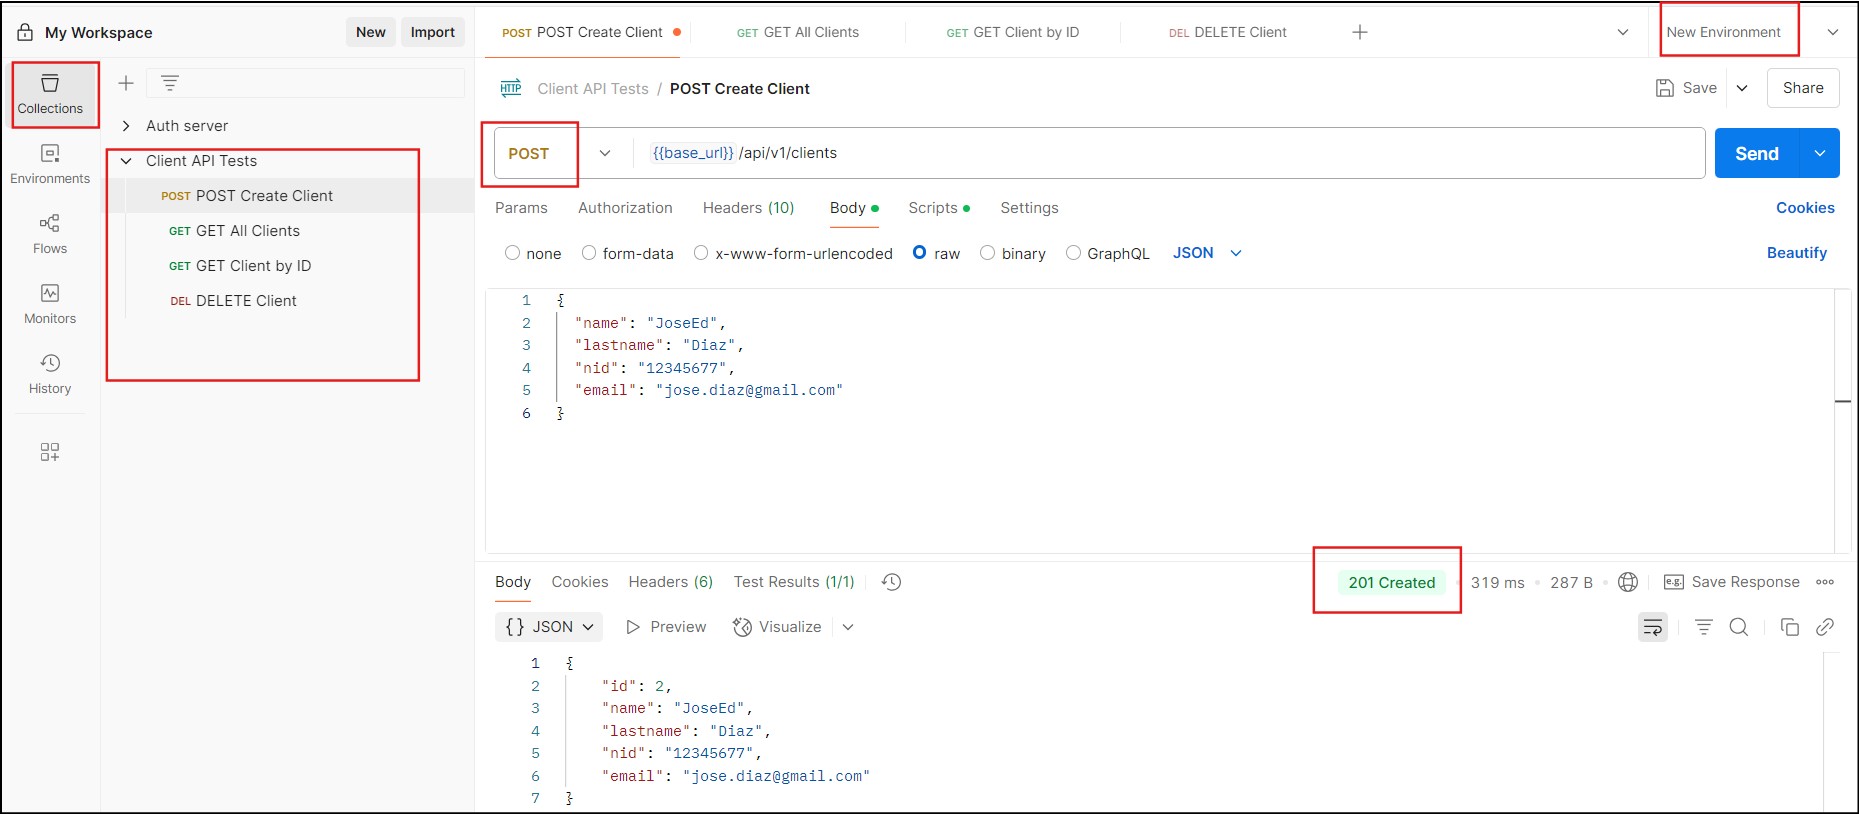 My Workspace
New
Import
POST POST Create Client
GET GET All Clients
GET GET Client by ID
DEL DELETE Client
New Environment
Collections
Environments
Flows
Monitors
History
Auth server
Client API Tests
POST POST Create Client
GET GET All Clients
GET GET Client by ID
DEL DELETE Client
HTTP Client API Tests / POST Create Client
Save
Share
POST
{{base_url}}/api/v1/clients
Send
Params Authorization Headers (10) Body Scripts Settings
Cookies
none form-data x-www-form-urlencoded raw binary GraphQL JSON
Beautify
1 {
2 "name": "JoseEd",
3 "lastname": "Diaz",
4 "nid": "12345677",
5 "email": "jose.diaz@gmail.com"
6 }
Body Cookies Headers (6) Test Results (1/1)
201 Created 319 ms 287 B e.g. Save Response
{} JSON Preview Visualize
1 {
2 "id": 2,
3 "name": "JoseEd",
4 "lastname": "Diaz",
5 "nid": "12345677",
6 "email": "jose.diaz@gmail.com"
7 }